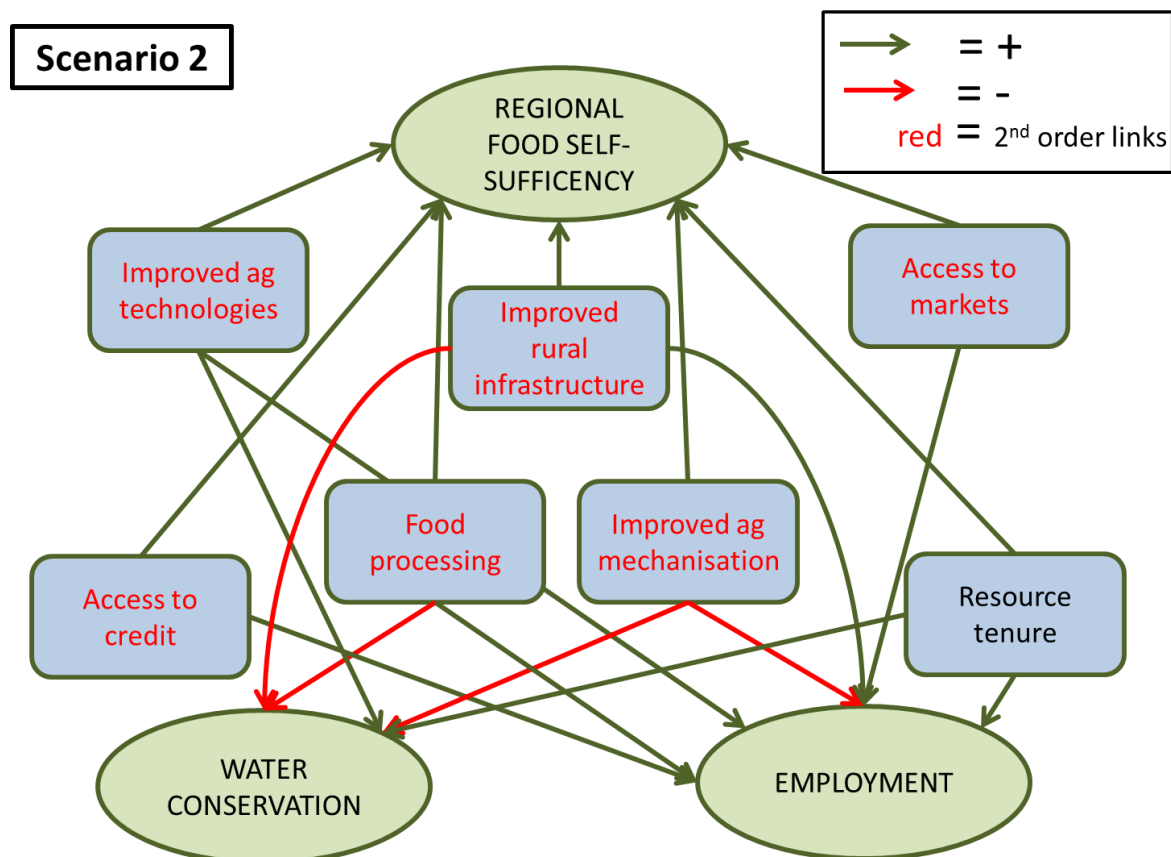 Scenario 2
= +
= -
red = 2nd order links
REGIONAL
FOOD SELF-
SUFFICENCY
Improved ag
technologies
Improved
rural
infrastructure
Access to
markets
Food
processing
Improved ag
mechanisation
Access to
credit
Resource
tenure
WATER
CONSERVATION
EMPLOYMENT